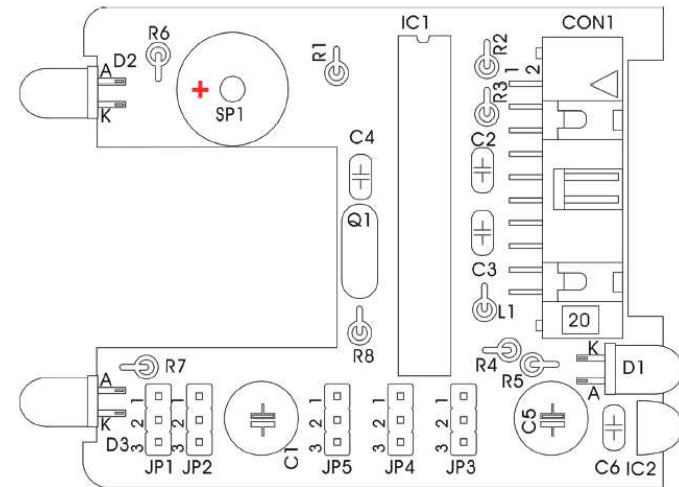 IC1
CON1
R6
D2
A
K
+
SP1
R1
R2
1
2
R3
C4
C2
Q1
C3
L1
20
R8
R4
R5
K
A
D1
R7
A
K
D3
1
2
3
JP1
1
2
3
JP2
C1
1
2
3
JP5
1
2
3
JP4
1
2
3
JP3
C5
C6
IC2